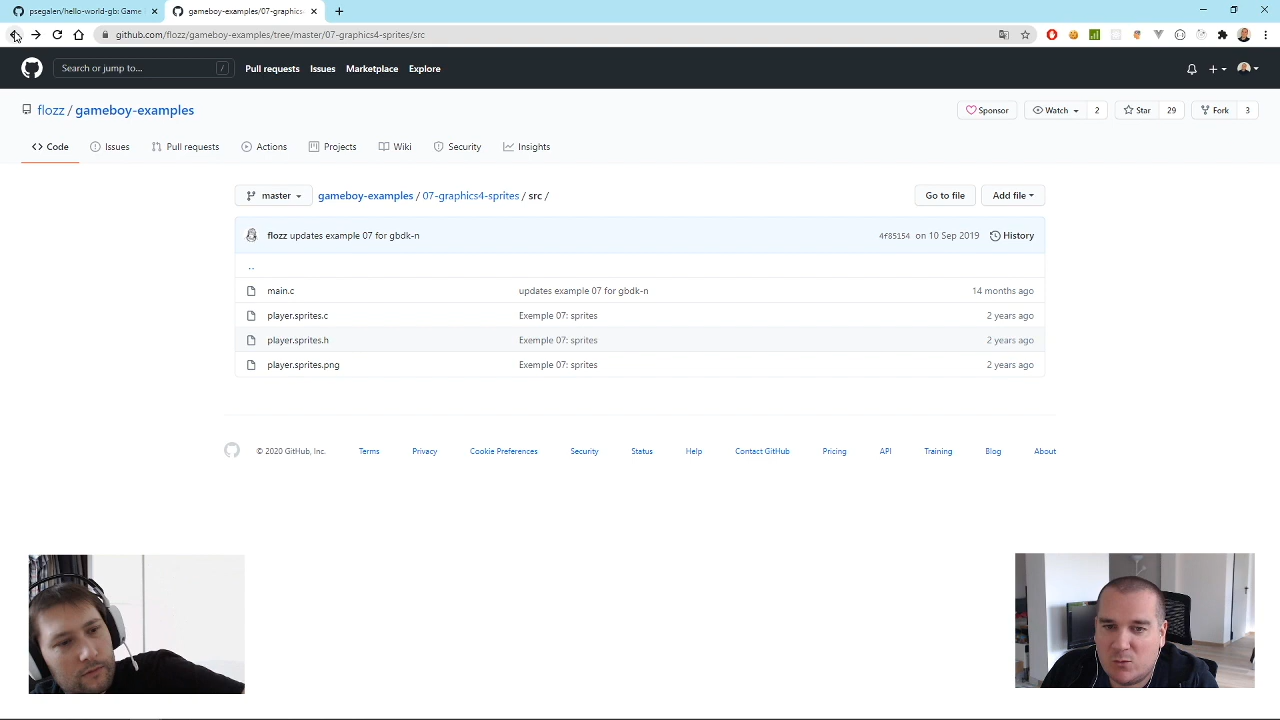 psegalen/hello-world-gb: Game
gameboy-examples/07-graphics
github.com/flozz/gameboy-examples/tree/master/07-graphics4-sprites/src
Search or jump to... /
Pull requests Issues Marketplace Explore
flozz / gameboy-examples
Sponsor Watch 2 Star 29 Fork 3
Code Issues Pull requests Actions Projects Wiki Security Insights
master gameboy-examples / 07-graphics4-sprites / src /
Go to file Add file
flozz updates example 07 for gbdk-n 4f85154 on 10 Sep 2019 History
..
main.c updates example 07 for gbdk-n 14 months ago
player.sprites.c Exemple 07: sprites 2 years ago
player.sprites.h Exemple 07: sprites 2 years ago
player.sprites.png Exemple 07: sprites 2 years ago
© 2020 GitHub, Inc. Terms Privacy Cookie Preferences Security Status Help Contact GitHub Pricing API Training Blog About